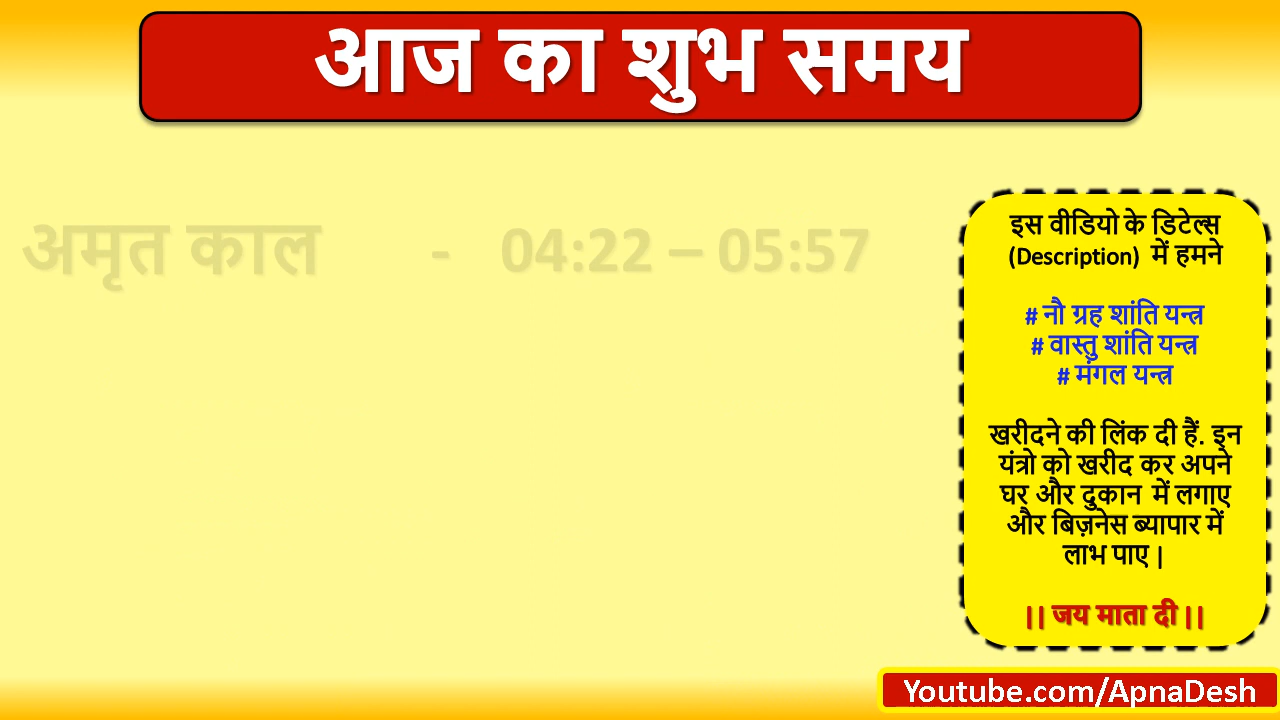 आज का शुभ समय
अमृत काल - 04:22 – 05:57
इस वीडियो के डिटेल्स
(Description) में हमने
# नौ ग्रह शांति यन्त्र
# वास्तु शांति यन्त्र
# मंगल यन्त्र
खरीदने की लिंक दी हैं. इन
यंत्रो को खरीद कर अपने
घर और दुकान में लगाए
और बिज़नेस ब्यापार में
लाभ पाए |
|| जय माता दी ||
Youtube.com/ApnaDesh